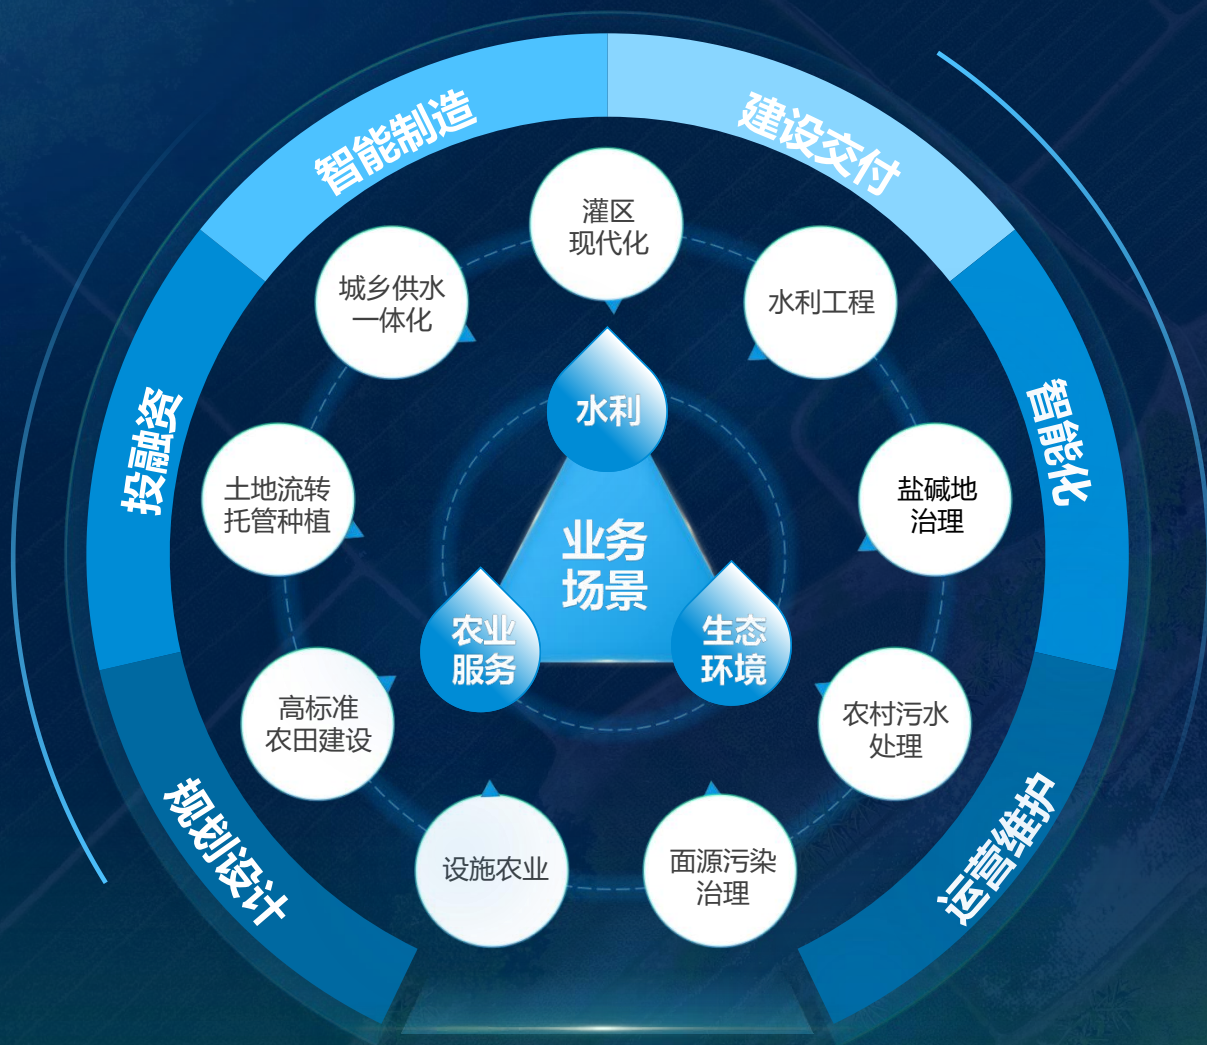 智能制造
建设交付
灌区
现代化
城乡供水
一体化
水利工程
投融资
智能化
水利
土地流转
托管种植
盐碱地
治理
业务
场景
农业
服务
生态
环境
高标准
农田建设
农村污水
处理
规划设计
运营维护
设施农业
面源污染
治理